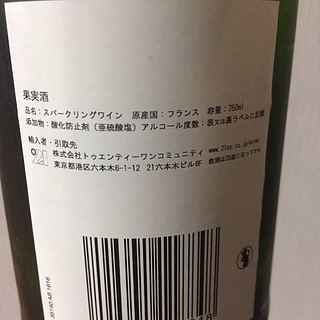 果実酒
品名:スパークリングワイン 原産国:フランス 容量:750ml
添加物:酸化防止剤(亜硫酸塩)アルコール度数:表又は裏ラベルに記載
輸入者・引取先
株式会社トゥエンティーワンコミュニティ www.21cc.co.jp/wine/
東京都港区六本木6-1-12 21六本木ビル6F 飲酒は20歳になってから